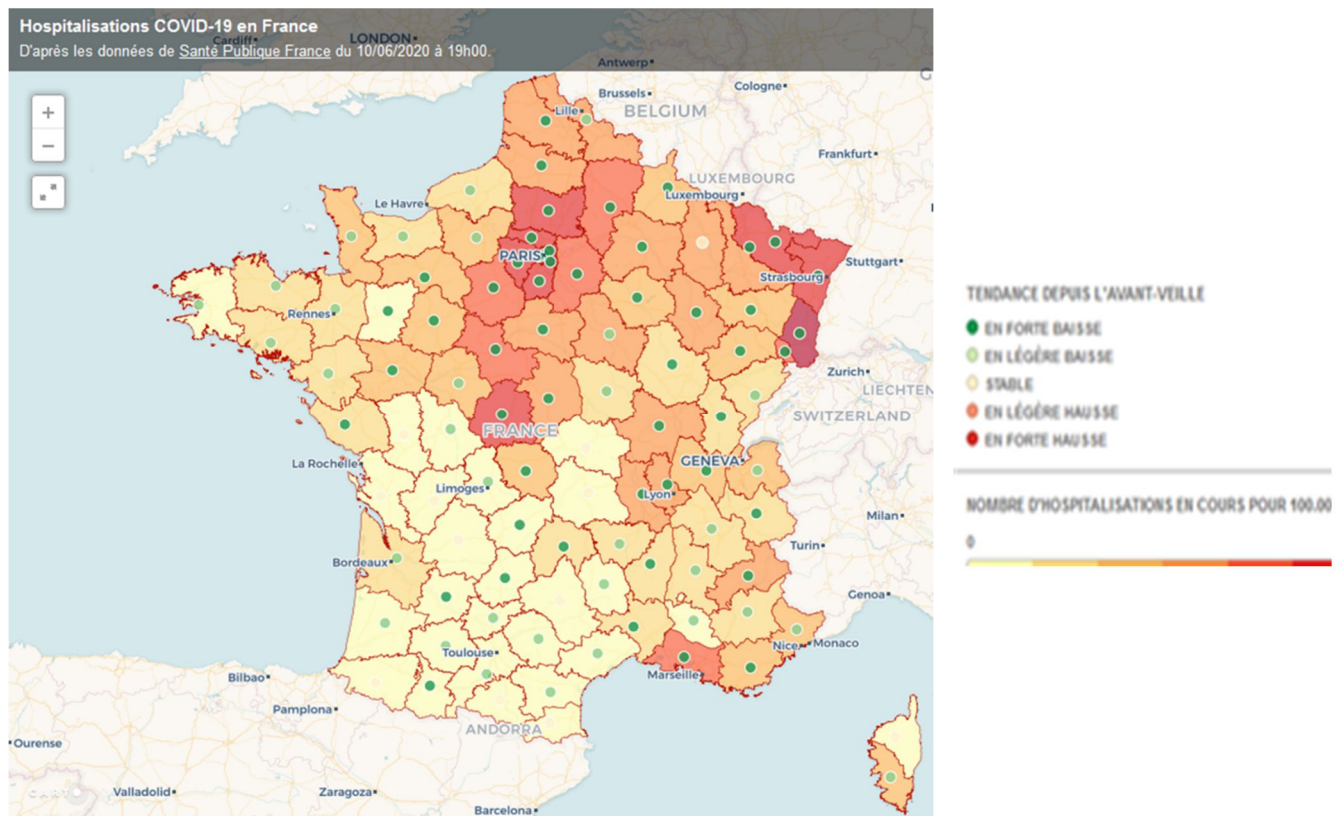 Hospitalisations COVID-19 en France
D'après les données de Santé Publique France du 10/06/2020 à 19h00.
Cardiff
LONDON
Antwerp
Brussels
Cologne
Lille
BELGIUM
Frankfurt
LUXEMBOURG
Luxembourg
Le Havre
PARIS
Stuttgart
Strasbourg
Rennes
Zurich
LIECHTEN
SWITZERLAND
FRANCE
GENEVA
La Rochelle
Limoges
Lyon
Milan
Turin
Bordeaux
Genoa
Toulouse
Nice
Monaco
Marseille
Bilbao
Pamplona
ANDORRA
Ourense
Valladolid
Zaragoza
Barcelona
+
−
TENDANCE DEPUIS L'AVANT-VEILLE
EN FORTE BAISSE
EN LÉGÈRE BAISSE
STABLE
EN LÉGÈRE HAUSSE
EN FORTE HAUSSE
NOMBRE D'HOSPITALISATIONS EN COURS POUR 100.00
0